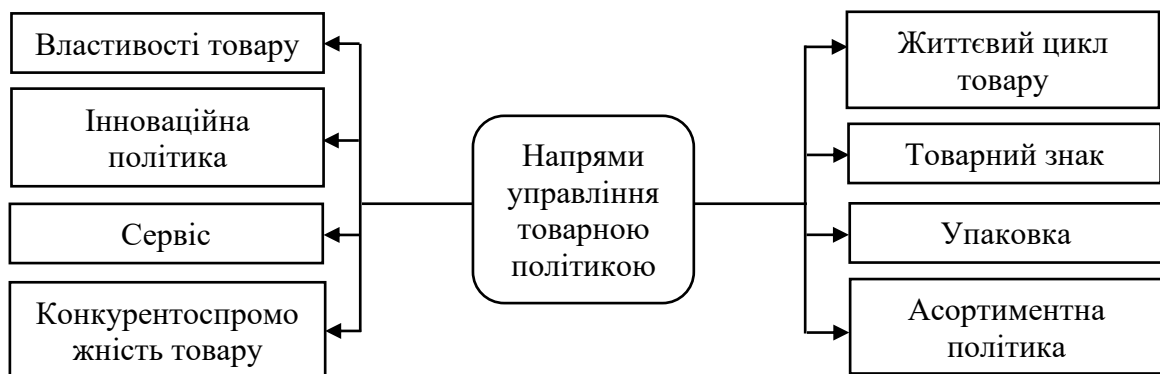 Властивості товару
Інноваційна
політика
Сервіс
Конкурентоспромо
жність товару
Напрями
управління
товарною
політикою
Життєвий цикл
товару
Товарний знак
Упаковка
Асортиментна
політика